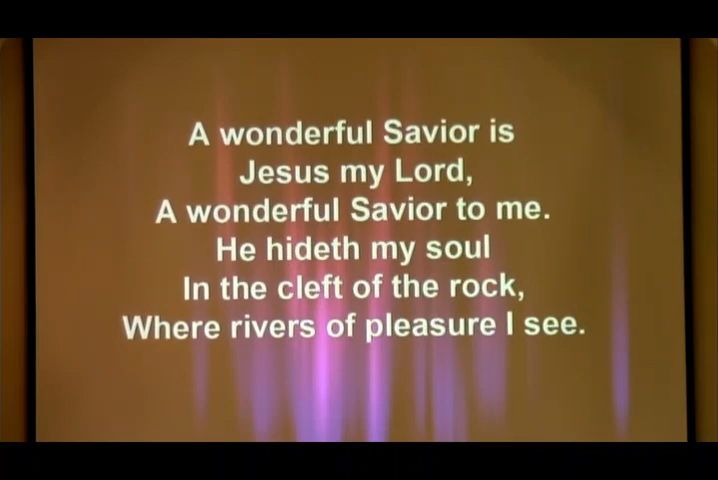 A wonderful Savior is
Jesus my Lord,
A wonderful Savior to me.
He hideth my soul
In the cleft of the rock,
Where rivers of pleasure I see.